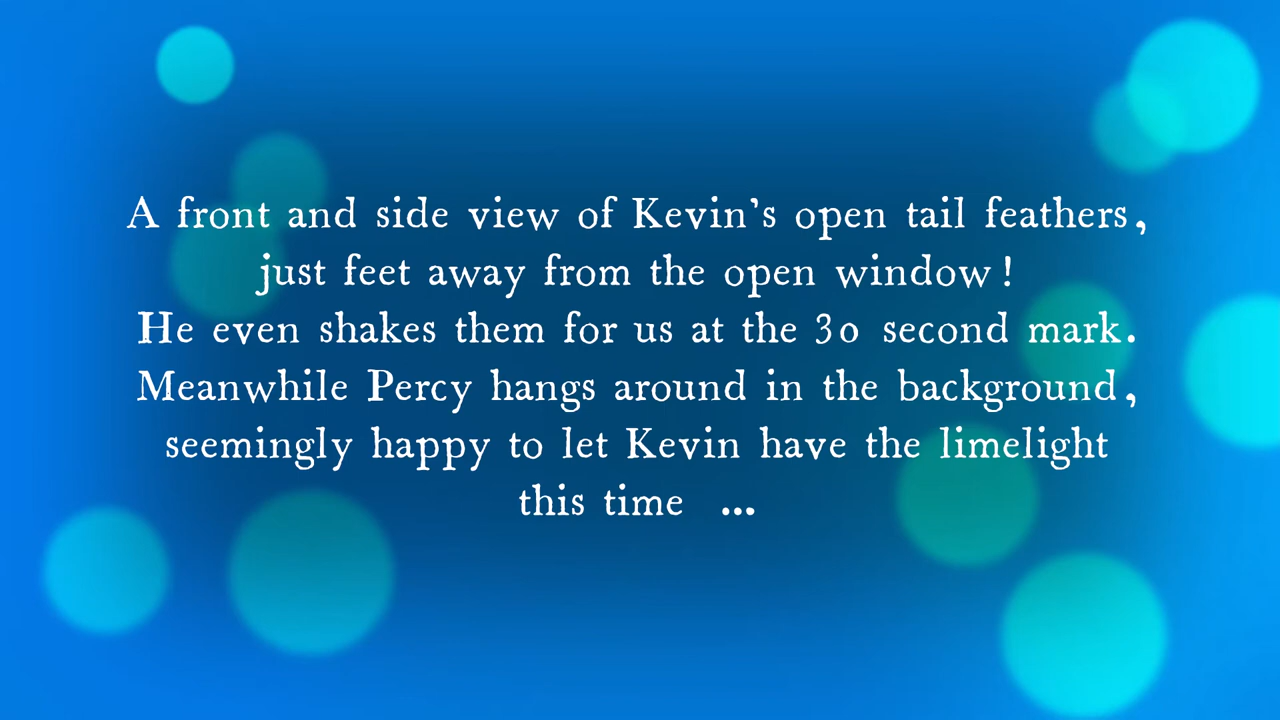 A front and side view of Kevin's open tail feathers,
just feet away from the open window!
He even shakes them for us at the 30 second mark.
Meanwhile Percy hangs around in the background,
seemingly happy to let Kevin have the limelight
this time ...